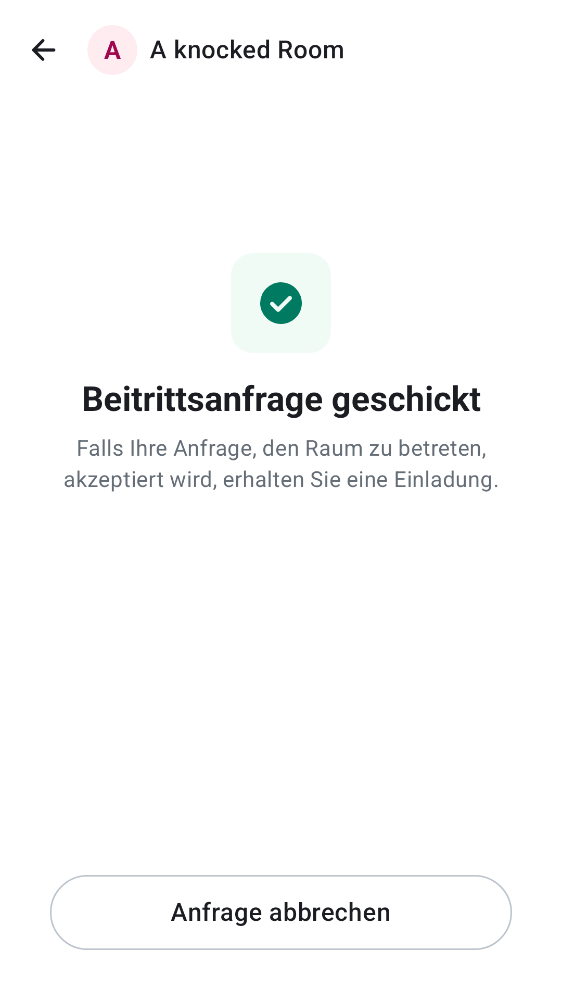 A
A knocked Room
Beitrittsanfrage geschickt
Falls Ihre Anfrage, den Raum zu betreten,
akzeptiert wird, erhalten Sie eine Einladung.
Anfrage abbrechen